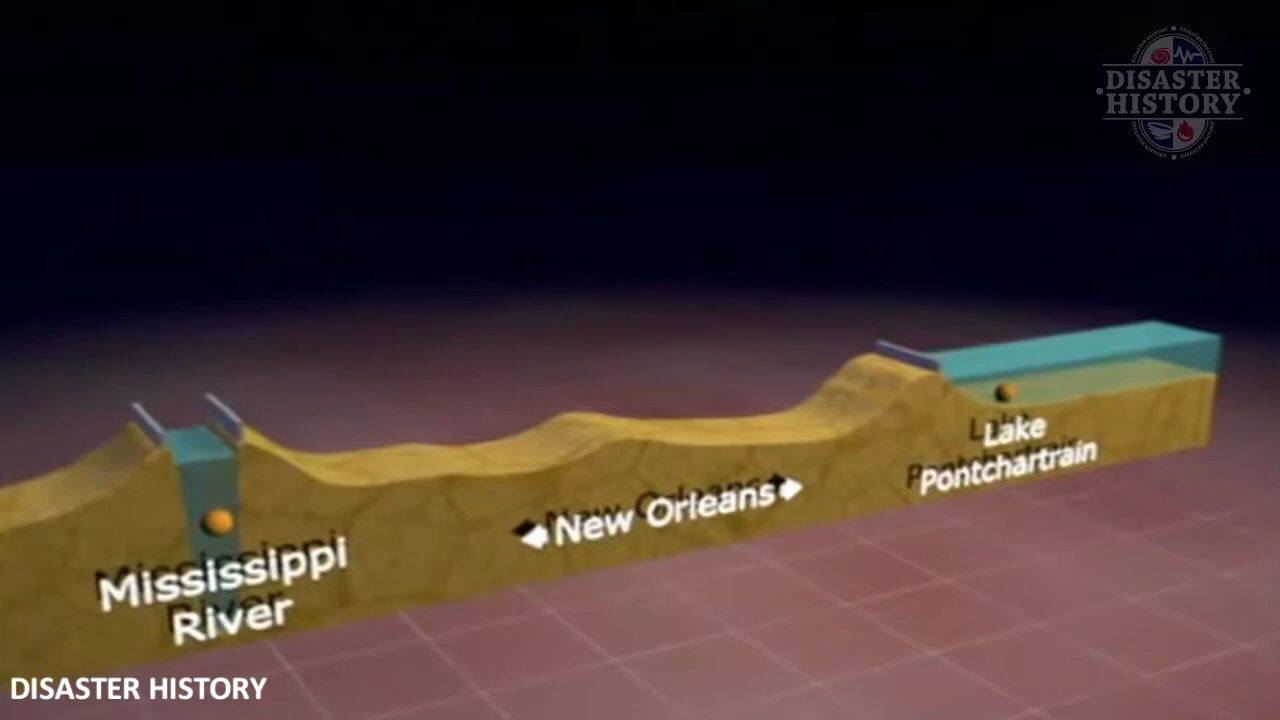 DISASTER
HISTORY
Mississippi
River
New Orleans
Lake
Pontchartrain
DISASTER HISTORY